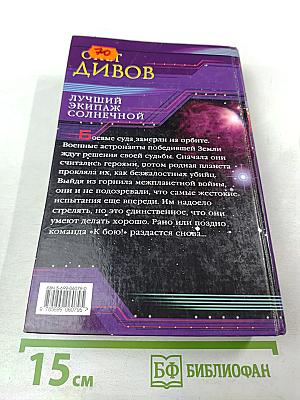 70
ДИВОВ
ЛУЧШИЙ
ЭКИПАЖ
СОЛНЕЧНОЙ
Боевые суда замерли на орбите.
Военные астронавты победившей Земли
ждут решения своей судьбы. Сначала они
считались героями, потом родная планета
прокляла их, как безжалостных убийц.
Выйдя из горнила межпланетной войны,
они и не подозревали, что самые жестокие
испытания еще впереди. Им надоело
стрелять, но это единственное, что они
умеют делать хорошо. Рано или поздно
команда «К бою!» раздастся снова...
15 см
БФ БИБЛИОФАН